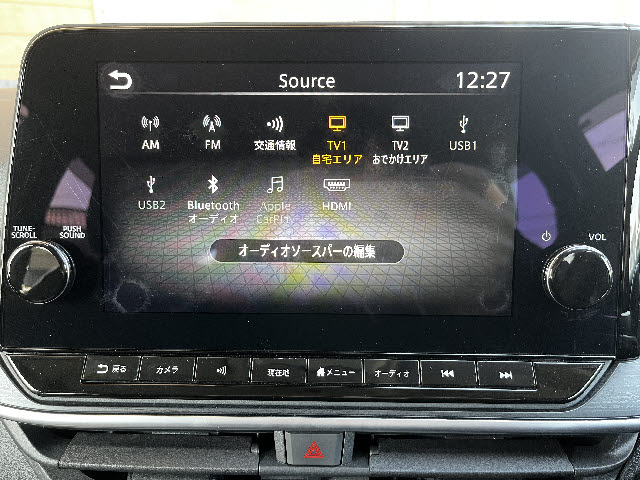 Source 12:27
AM FM 交通情報 TV1 TV2 USB1
自宅エリア おでかけエリア
USB2 Bluetooth Apple HDMI
オーディオ CarPlay
オーディオソースバーの編集
TUNE· PUSH
SCROLL SOUND
VOL
戻る カメラ 現在地 メニュー オーディオ